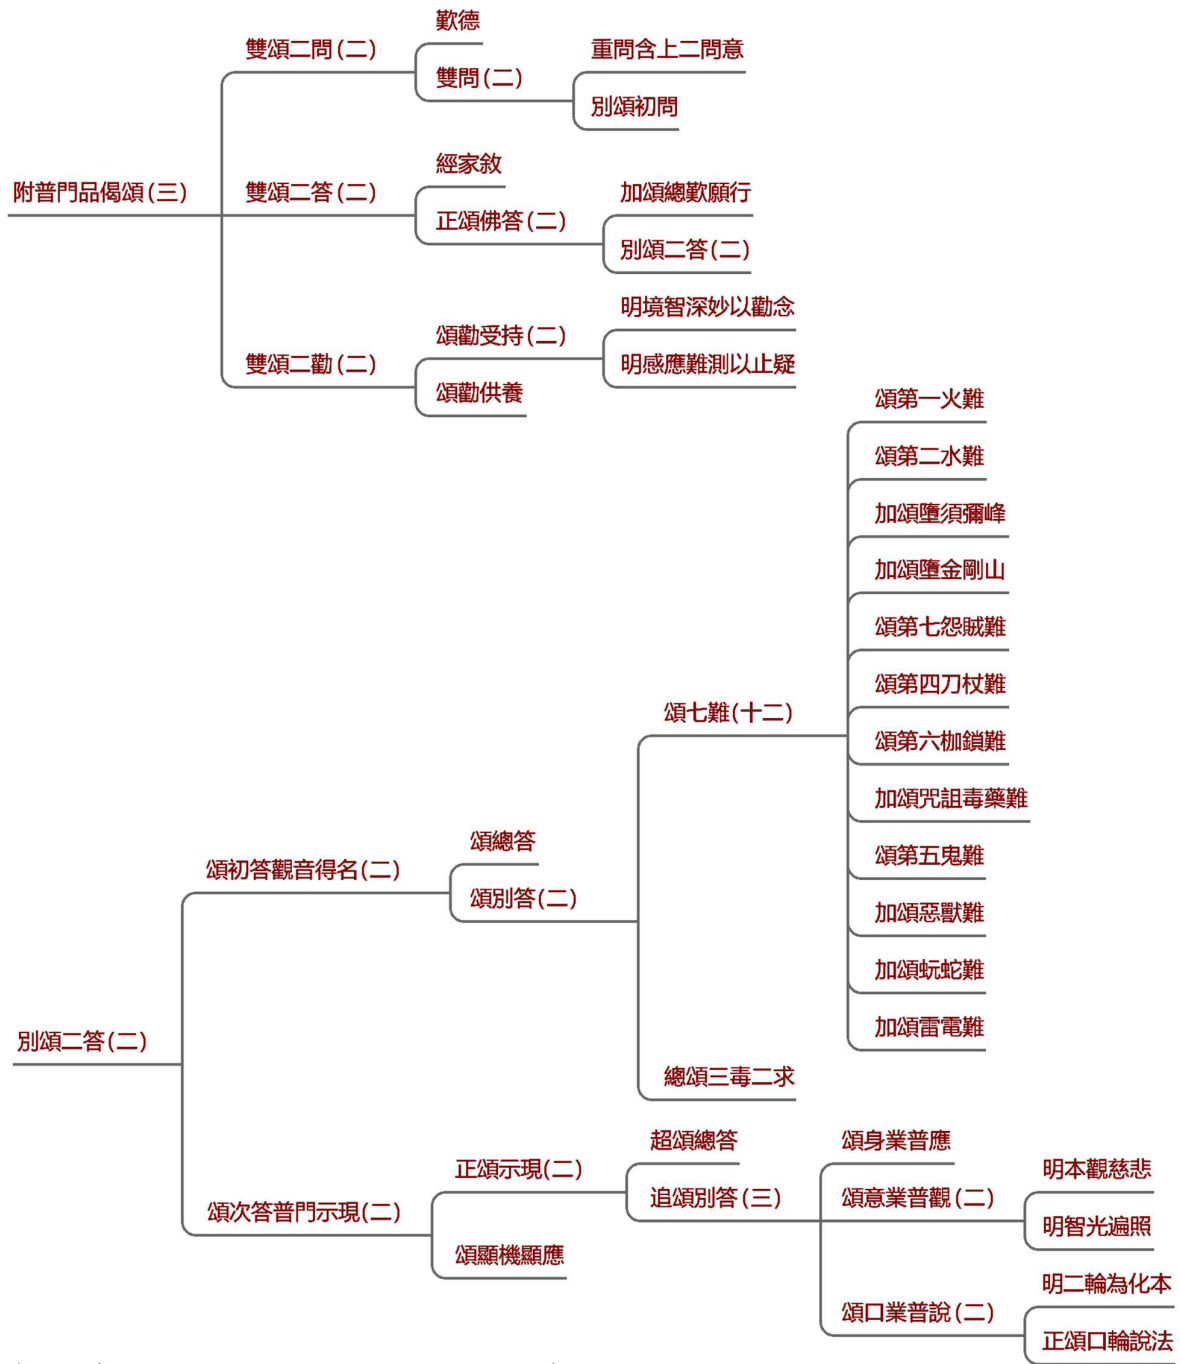 附普門品偈頌(三)
雙頌二問(二)
歎德
雙問(二)
重問含上二問意
別頌初問
雙頌二答(二)
經家敘
正頌佛答(二)
加頌總歎願行
別頌二答(二)
雙頌二勸(二)
頌勸受持(二)
明境智深妙以勸念
明感應難測以止疑
頌勸供養
別頌二答(二)
頌初答觀音得名(二)
頌總答
頌別答(二)
頌七難(十二)
頌第一火難
頌第二水難
加頌墮須彌峰
加頌墮金剛山
頌第七怨賊難
頌第四刀杖難
頌第六枷鎖難
加頌咒詛毒藥難
頌第五鬼難
加頌惡獸難
加頌蚖蛇難
加頌雷電難
總頌三毒二求
頌次答普門示現(二)
正頌示現(二)
超頌總答
追頌別答(三)
頌身業普應
頌意業普觀(二)
明本觀慈悲
明智光遍照
頌口業普說(二)
明二輪為化本
正頌口輪說法
頌顯機顯應